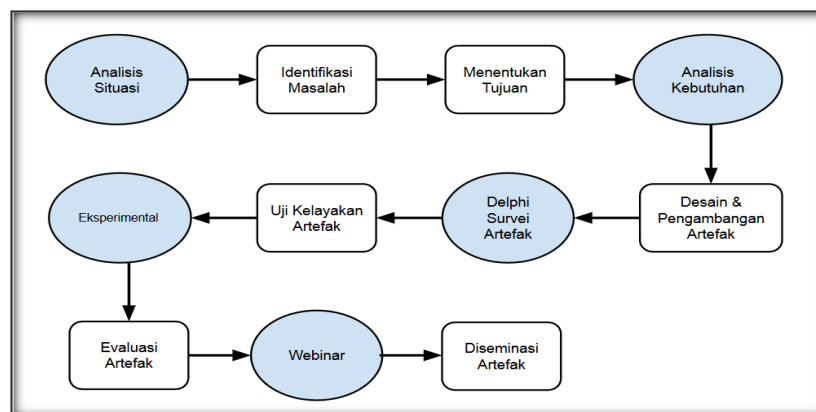 Analisis
Situasi
Identifikasi
Masalah
Menentukan
Tujuan
Analisis
Kebutuhan
Desain &
Pengambangan
Artefak
Delphi
Survei
Artefak
Uji Kelayakan
Artefak
Eksperimental
Evaluasi
Artefak
Webinar
Diseminasi
Artefak